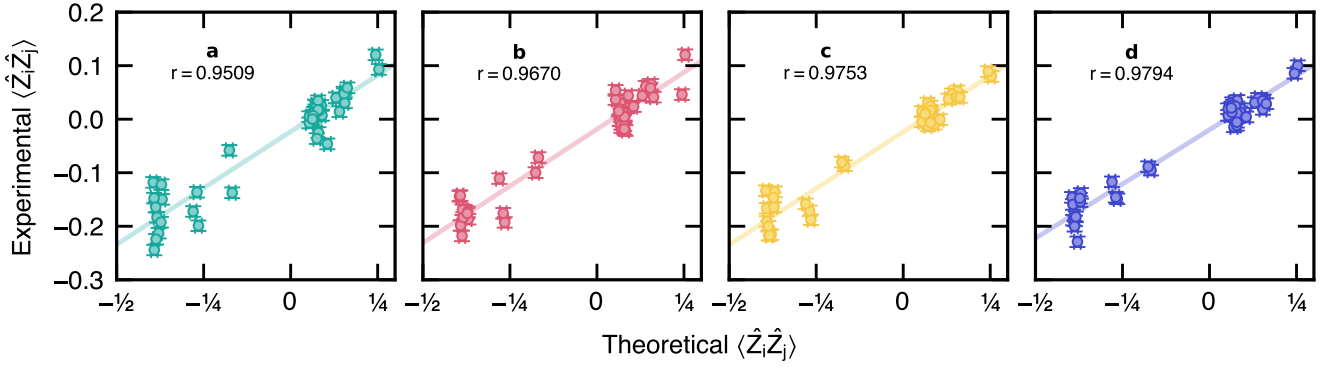 Experimental ⟨ẐᵢẐⱼ⟩
0.2
0.1
0.0
−0.1
−0.2
−0.3
a
r = 0.9509
b
r = 0.9670
c
r = 0.9753
d
r = 0.9794
−½ −¼ 0 ¼
−½ −¼ 0 ¼
−½ −¼ 0 ¼
−½ −¼ 0 ¼
Theoretical ⟨ẐᵢẐⱼ⟩